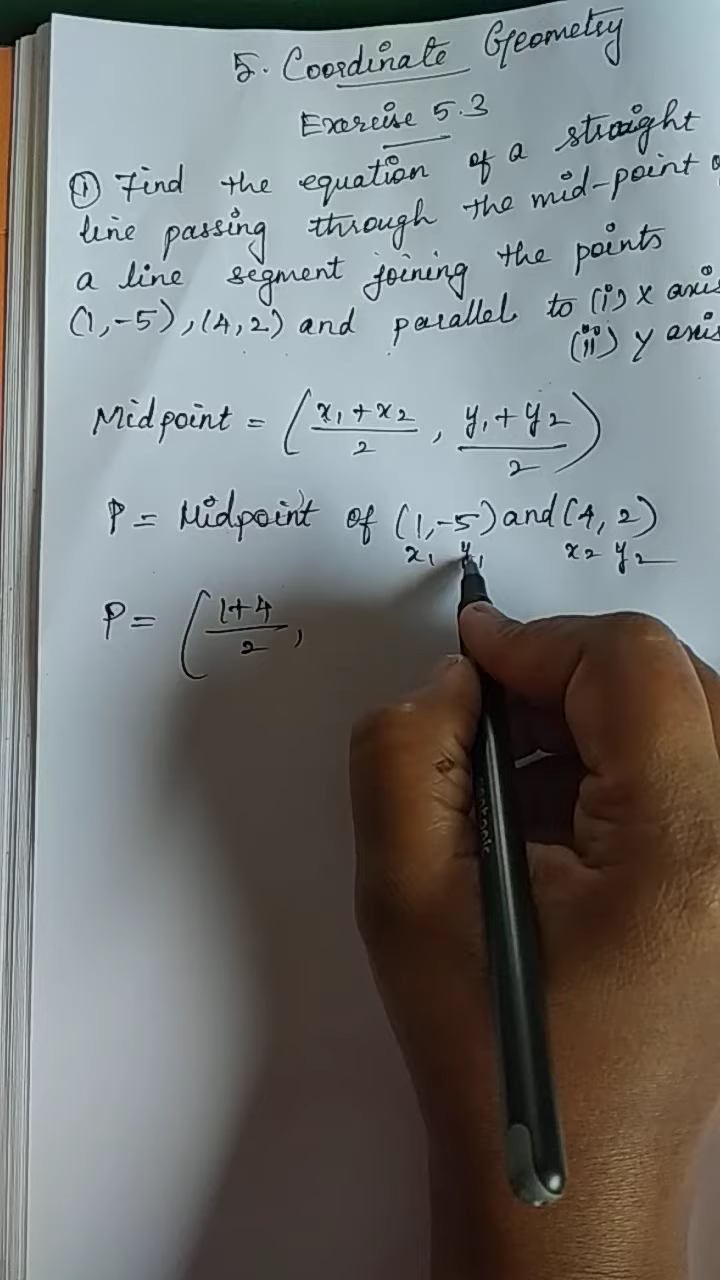 5. Coordinate Geometry
Exercise 5.3
① Find the equation of a straight
line passing through the mid-point
a line segment joining the points
(1,-5), (4,2) and parallel to (i) X axis
(ii) y axis
Midpoint = ( x₁ + x₂ / 2 , y₁ + y₂ / 2 )
P = Midpoint of (1,-5) and (4, 2)
x₁ y₁ x₂ y₂
P = ( 1+4 / 2 ,